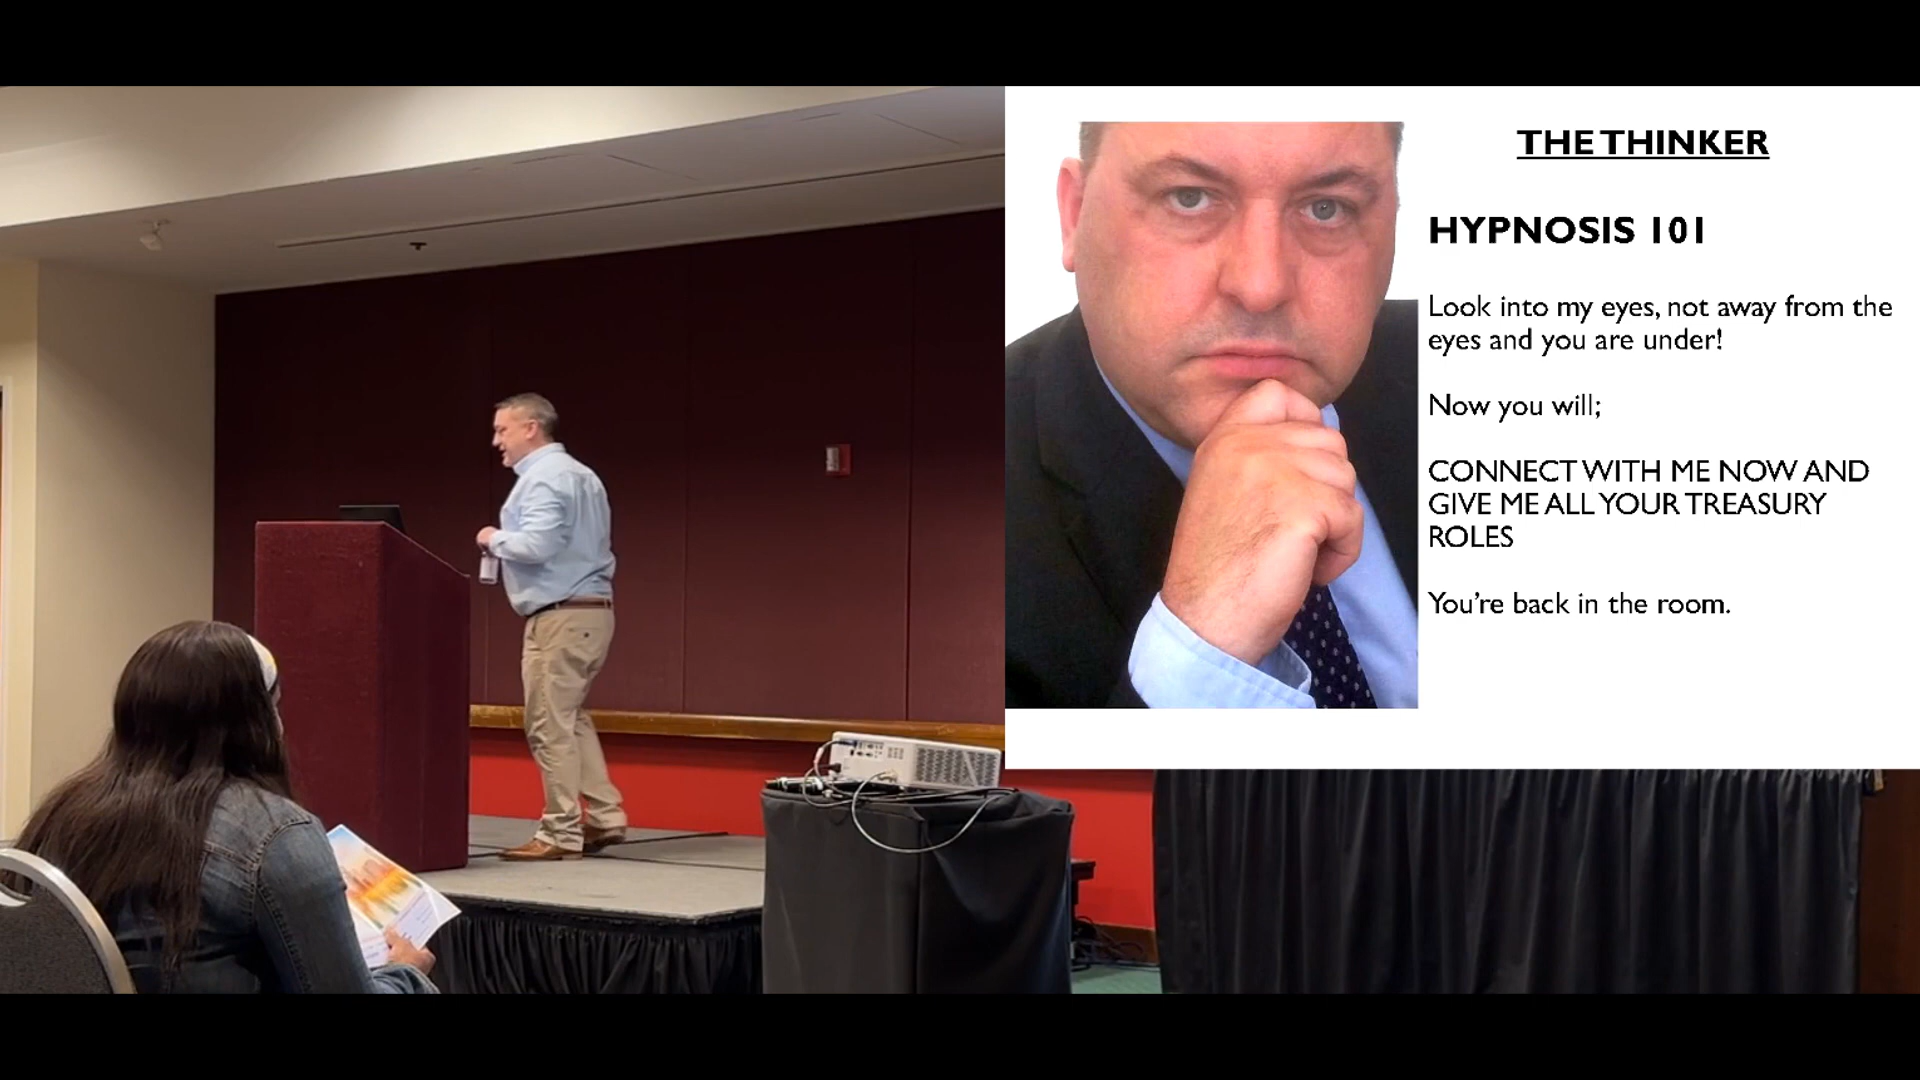 THE THINKER
HYPNOSIS 101
Look into my eyes, not away from the
eyes and you are under!
Now you will;
CONNECT WITH ME NOW AND
GIVE ME ALL YOUR TREASURY
ROLES
You're back in the room.